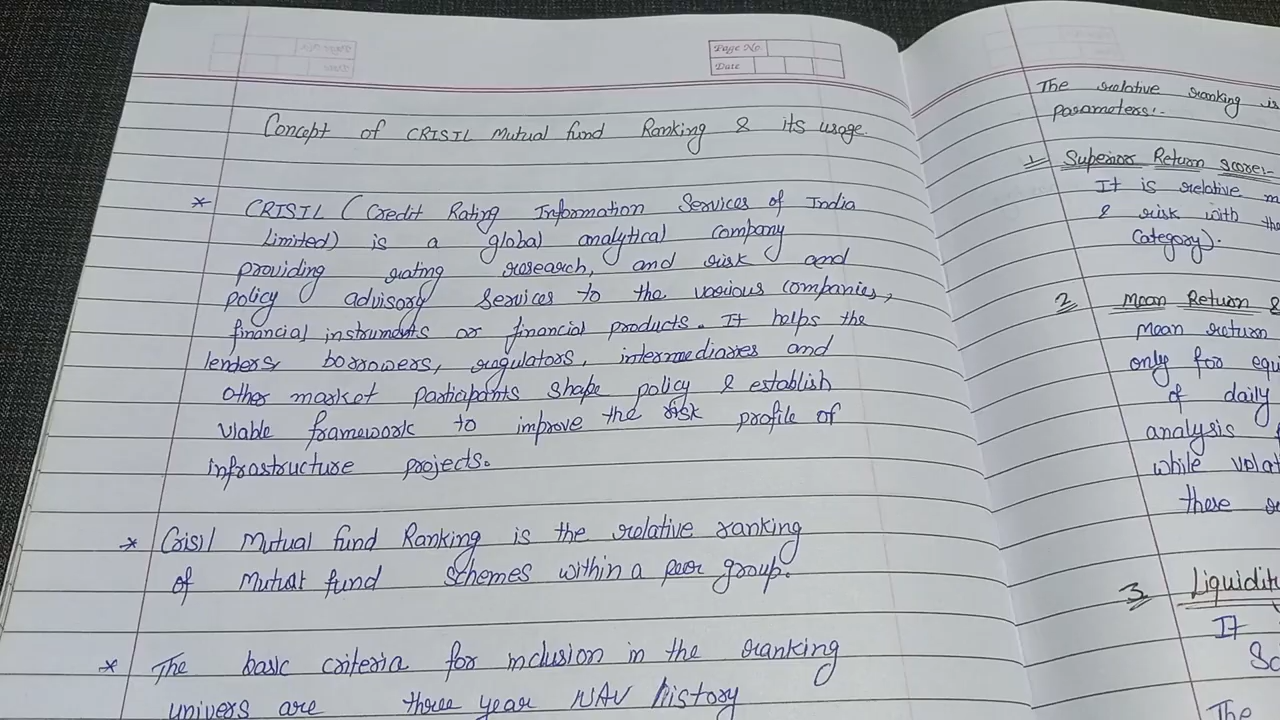 Page No.
Date
Concept of CRISIL Mutual fund Ranking & its usage.
* CRISIL (Credit Rating Information Services of India
Limited) is a global analytical company
providing rating research, and risk and
policy advisory services to the various companies,
financial instruments or financial products. It helps the
lenders, borrowers, regulators, intermediaries and
other market participants shape policy & establish
viable framework to improve the risk profile of
infrastructure projects.
* Crisil Mutual fund Ranking is the relative ranking
of Mutual fund schemes within a peer group.
* The basic criteria for inclusion in the ranking
univers are three year NAV history
The relative ranking is
parameters:-
1. Superior Return score:-
It is relative m
& risk with the
Category).
2. Mean Return &
Mean return
only for equ
of daily
analysis
while volat
these
3. Liquidit
It
Sc
The